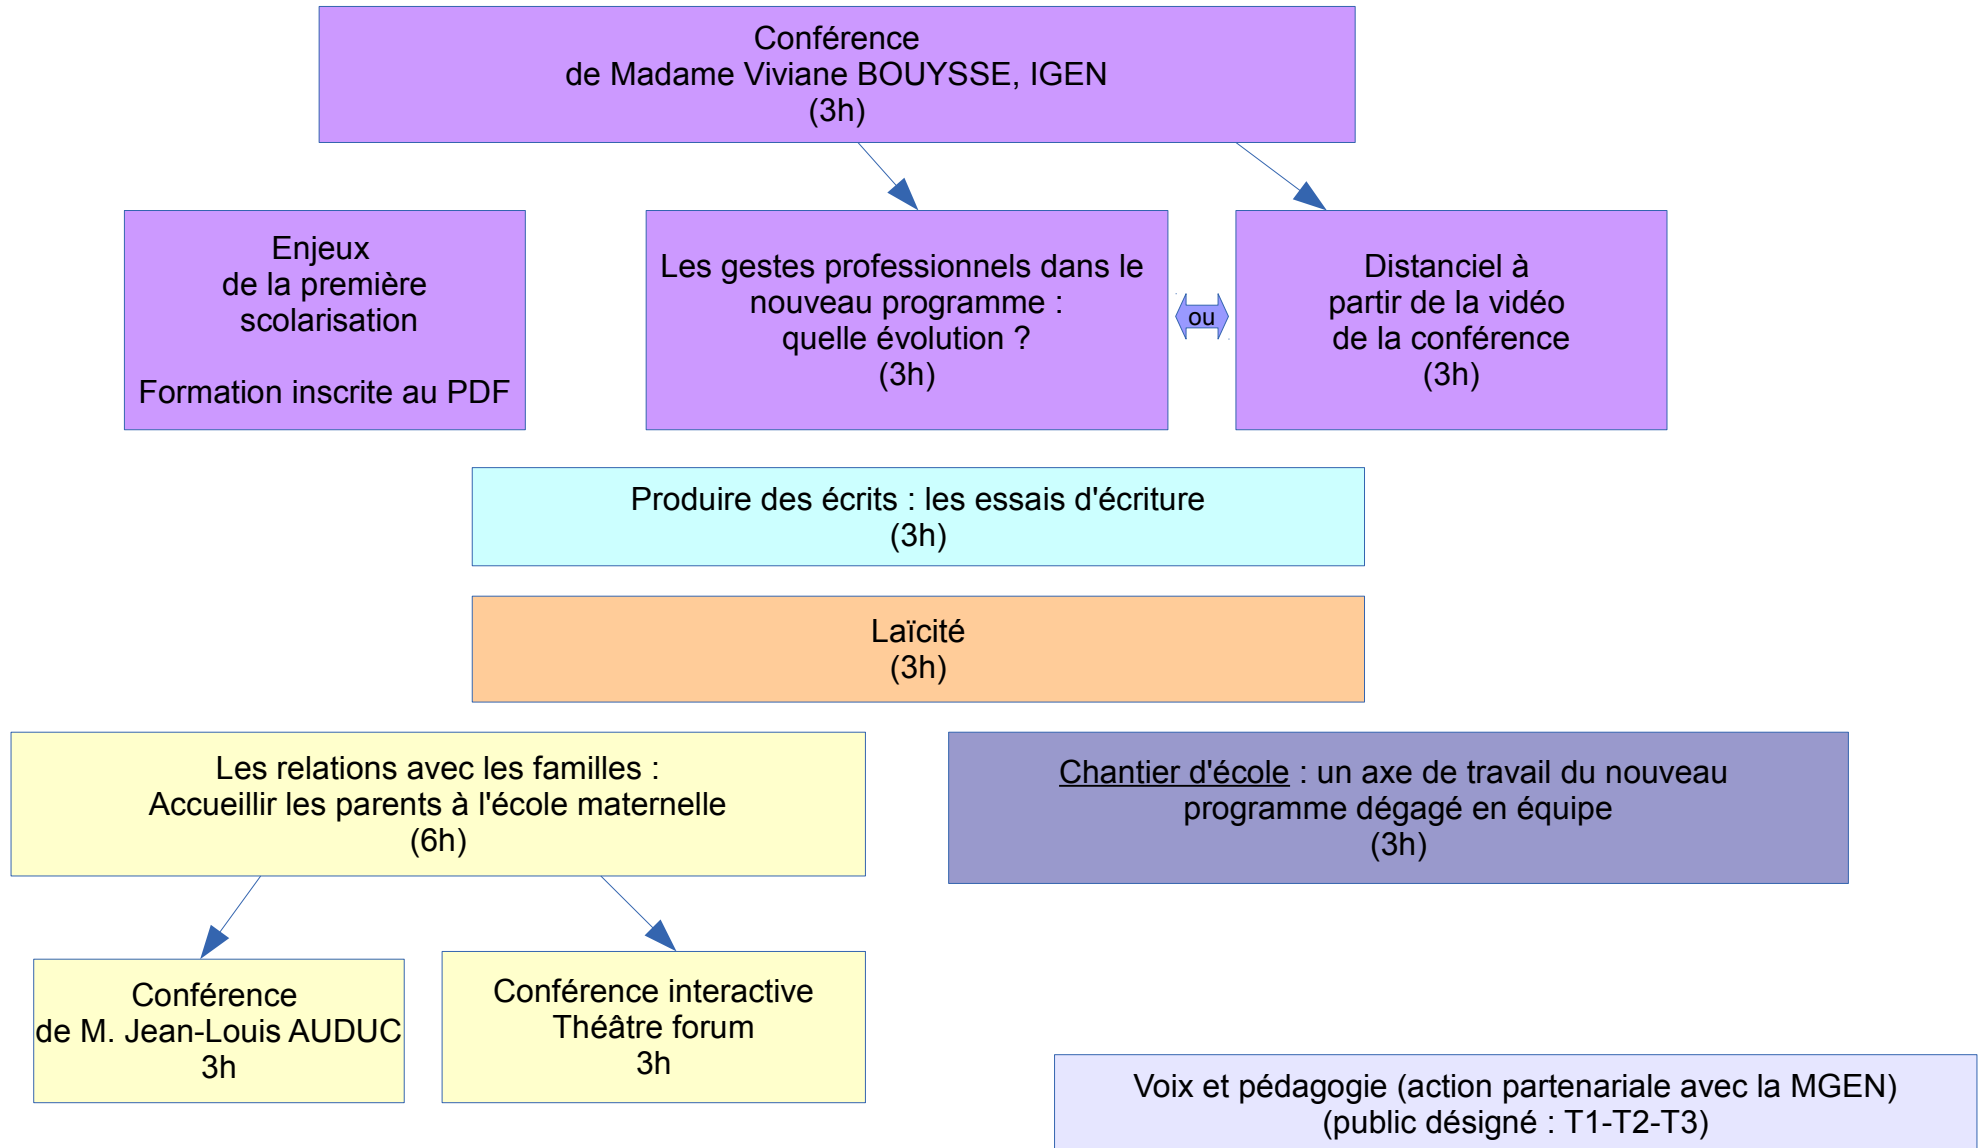 Conférence
de Madame Viviane BOUYSSE, IGEN
(3h)
Enjeux
de la première
scolarisation
Formation inscrite au PDF
Les gestes professionnels dans le
nouveau programme :
quelle évolution ?
(3h)
ou
Distanciel à
partir de la vidéo
de la conférence
(3h)
Produire des écrits : les essais d'écriture
(3h)
Laïcité
(3h)
Les relations avec les familles :
Accueillir les parents à l'école maternelle
(6h)
Chantier d'école : un axe de travail du nouveau
programme dégagé en équipe
(3h)
Conférence
de M. Jean-Louis AUDUC
3h
Conférence interactive
Théâtre forum
3h
Voix et pédagogie (action partenariale avec la MGEN)
(public désigné : T1-T2-T3)